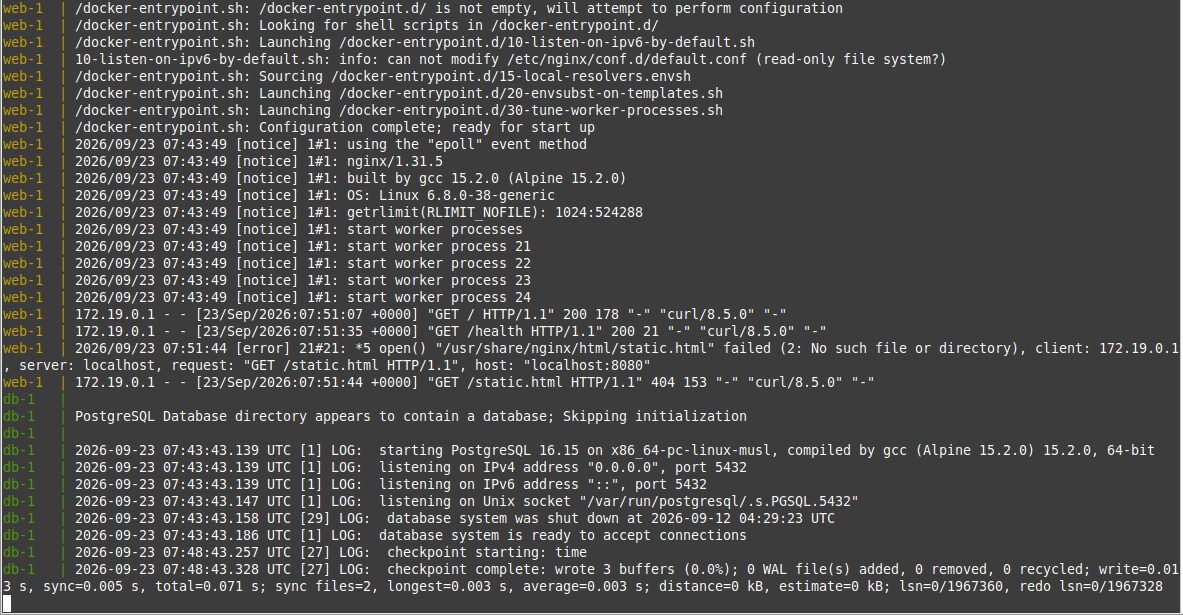 web-1  | /docker-entrypoint.sh: /docker-entrypoint.d/ is not empty, will attempt to perform configuration
web-1  | /docker-entrypoint.sh: Looking for shell scripts in /docker-entrypoint.d/
web-1  | /docker-entrypoint.sh: Launching /docker-entrypoint.d/10-listen-on-ipv6-by-default.sh
web-1  | 10-listen-on-ipv6-by-default.sh: info: can not modify /etc/nginx/conf.d/default.conf (read-only file system?)
web-1  | /docker-entrypoint.sh: Sourcing /docker-entrypoint.d/15-local-resolvers.envsh
web-1  | /docker-entrypoint.sh: Launching /docker-entrypoint.d/20-envsubst-on-templates.sh
web-1  | /docker-entrypoint.sh: Launching /docker-entrypoint.d/30-tune-worker-processes.sh
web-1  | /docker-entrypoint.sh: Configuration complete; ready for start up
web-1  | 2026/09/23 07:43:49 [notice] 1#1: using the "epoll" event method
web-1  | 2026/09/23 07:43:49 [notice] 1#1: nginx/1.31.5
web-1  | 2026/09/23 07:43:49 [notice] 1#1: built by gcc 15.2.0 (Alpine 15.2.0)
web-1  | 2026/09/23 07:43:49 [notice] 1#1: OS: Linux 6.8.0-38-generic
web-1  | 2026/09/23 07:43:49 [notice] 1#1: getrlimit(RLIMIT_NOFILE): 1024:524288
web-1  | 2026/09/23 07:43:49 [notice] 1#1: start worker processes
web-1  | 2026/09/23 07:43:49 [notice] 1#1: start worker process 21
web-1  | 2026/09/23 07:43:49 [notice] 1#1: start worker process 22
web-1  | 2026/09/23 07:43:49 [notice] 1#1: start worker process 23
web-1  | 2026/09/23 07:43:49 [notice] 1#1: start worker process 24
web-1  | 172.19.0.1 - - [23/Sep/2026:07:51:07 +0000] "GET / HTTP/1.1" 200 178 "-" "curl/8.5.0" "-"
web-1  | 172.19.0.1 - - [23/Sep/2026:07:51:35 +0000] "GET /health HTTP/1.1" 200 21 "-" "curl/8.5.0" "-"
web-1  | 2026/09/23 07:51:44 [error] 21#21: *5 open() "/usr/share/nginx/html/static.html" failed (2: No such file or directory), client: 172.19.0.1
, server: localhost, request: "GET /static.html HTTP/1.1", host: "localhost:8080"
web-1  | 172.19.0.1 - - [23/Sep/2026:07:51:44 +0000] "GET /static.html HTTP/1.1" 404 153 "-" "curl/8.5.0" "-"
db-1   |
db-1   | PostgreSQL Database directory appears to contain a database; Skipping initialization
db-1   |
db-1   | 2026-09-23 07:43:43.139 UTC [1] LOG:  starting PostgreSQL 16.15 on x86_64-pc-linux-musl, compiled by gcc (Alpine 15.2.0) 15.2.0, 64-bit
db-1   | 2026-09-23 07:43:43.139 UTC [1] LOG:  listening on IPv4 address "0.0.0.0", port 5432
db-1   | 2026-09-23 07:43:43.139 UTC [1] LOG:  listening on IPv6 address "::", port 5432
db-1   | 2026-09-23 07:43:43.147 UTC [1] LOG:  listening on Unix socket "/var/run/postgresql/.s.PGSQL.5432"
db-1   | 2026-09-23 07:43:43.158 UTC [29] LOG:  database system was shut down at 2026-09-12 04:29:23 UTC
db-1   | 2026-09-23 07:43:43.186 UTC [1] LOG:  database system is ready to accept connections
db-1   | 2026-09-23 07:48:43.257 UTC [27] LOG:  checkpoint starting: time
db-1   | 2026-09-23 07:48:43.328 UTC [27] LOG:  checkpoint complete: wrote 3 buffers (0.0%); 0 WAL file(s) added, 0 removed, 0 recycled; write=0.01
3 s, sync=0.005 s, total=0.071 s; sync files=2, longest=0.003 s, average=0.003 s; distance=0 kB, estimate=0 kB; lsn=0/1967360, redo lsn=0/1967328